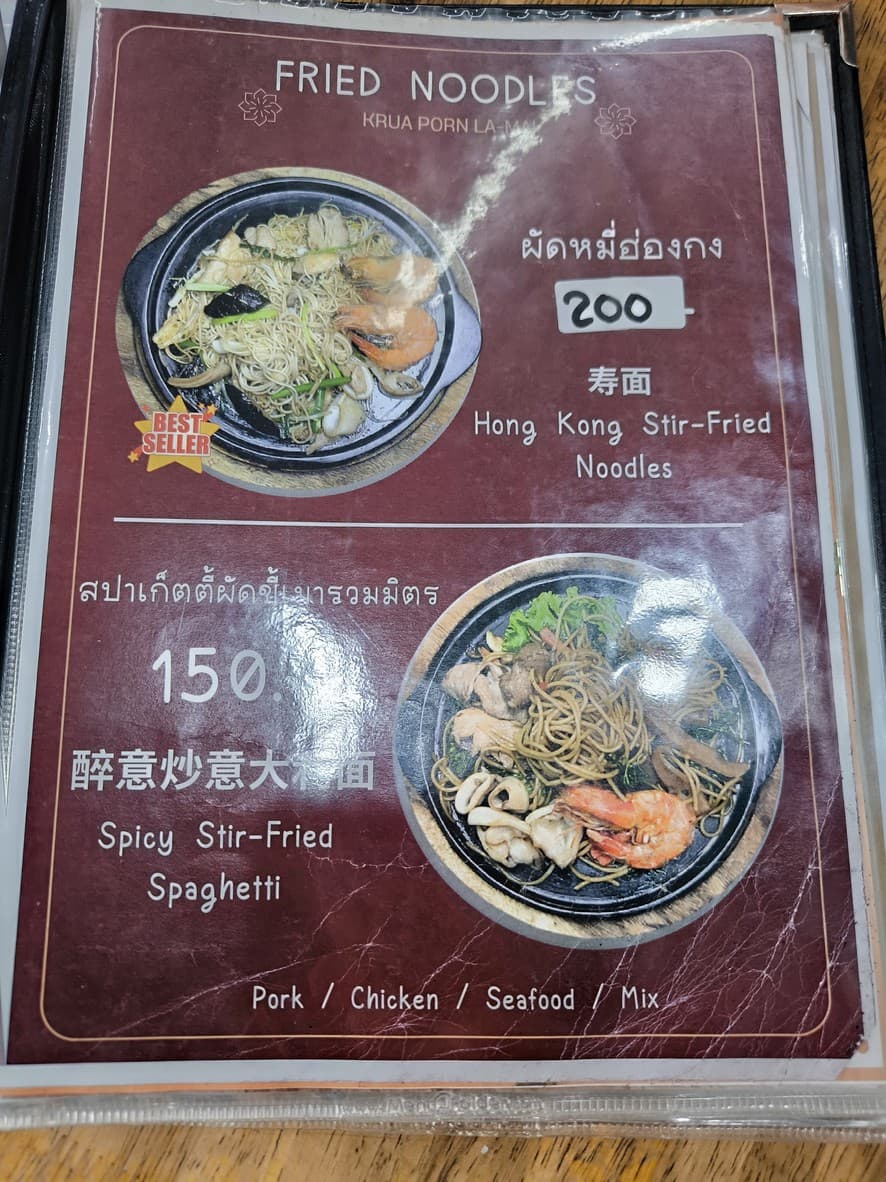 FRIED NOODLES
KRUA PORN
ผัดหมี่ฮ่องกง
200
寿面
Hong Kong Stir-Fried
Noodles
BEST
SELLER
สปาเก็ตตี้ผัดขี้เมารวมมิตร
150.
醉意炒意大利面
Spicy Stir-Fried
Spaghetti
Pork / Chicken / Seafood / Mix